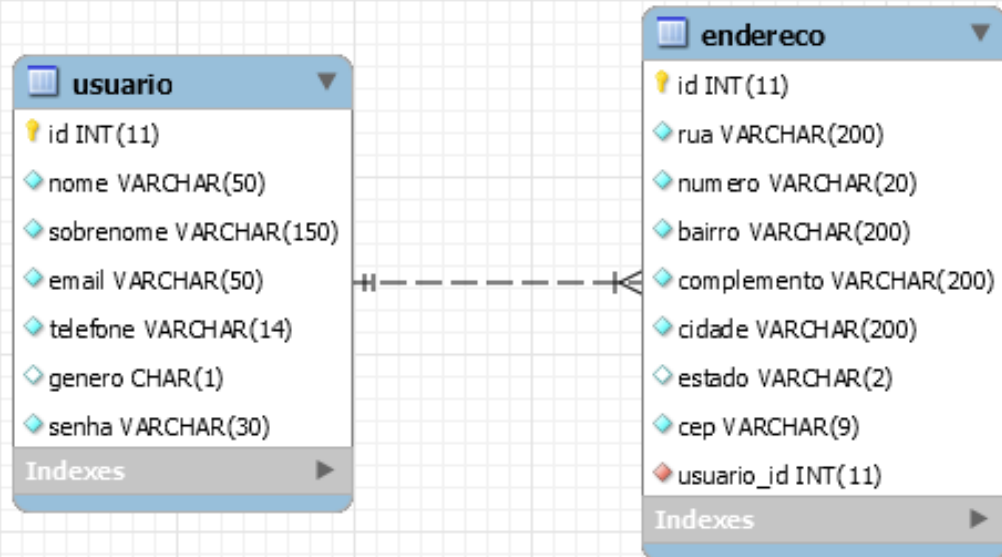 usuario
id INT(11)
nome VARCHAR(50)
sobrenome VARCHAR(150)
email VARCHAR(50)
telefone VARCHAR(14)
genero CHAR(1)
senha VARCHAR(30)
Indexes
endereco
id INT(11)
rua VARCHAR(200)
numero VARCHAR(20)
bairro VARCHAR(200)
complemento VARCHAR(200)
cidade VARCHAR(200)
estado VARCHAR(2)
cep VARCHAR(9)
usuario_id INT(11)
Indexes